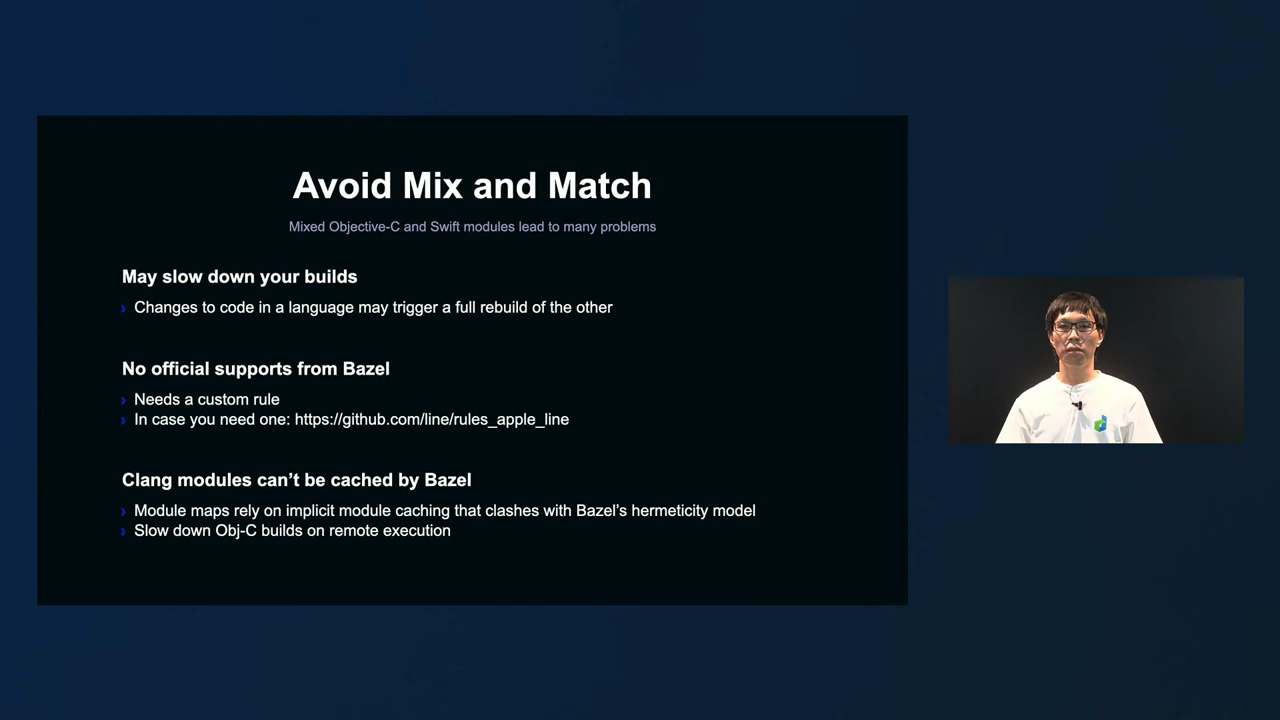 Avoid Mix and Match
Mixed Objective-C and Swift modules lead to many problems
May slow down your builds
› Changes to code in a language may trigger a full rebuild of the other
No official supports from Bazel
› Needs a custom rule
› In case you need one: https://github.com/line/rules_apple_line
Clang modules can’t be cached by Bazel
› Module maps rely on implicit module caching that clashes with Bazel’s hermeticity model
› Slow down Obj-C builds on remote execution